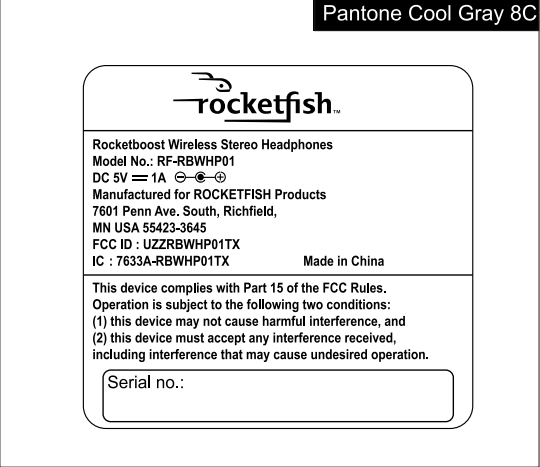 Pantone Cool Gray 8C
rocketfish™
Rocketboost Wireless Stereo Headphones
Model No.: RF-RBWHP01
DC 5V ⎓ 1A
Manufactured for ROCKETFISH Products
7601 Penn Ave. South, Richfield,
MN USA 55423-3645
FCC ID : UZZRBWHP01TX
IC : 7633A-RBWHP01TX Made in China
This device complies with Part 15 of the FCC Rules.
Operation is subject to the following two conditions:
(1) this device may not cause harmful interference, and
(2) this device must accept any interference received,
including interference that may cause undesired operation.
Serial no.: